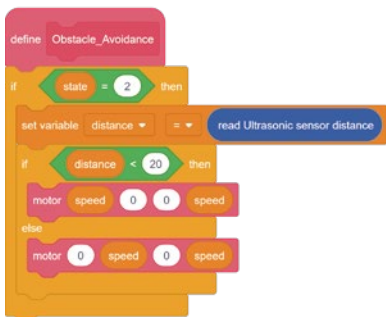 define Obstacle_Avoidance
if state = 2 then
set variable distance = read Ultrasonic sensor distance
if distance < 20 then
motor speed 0 0 speed
else
motor 0 speed 0 speed